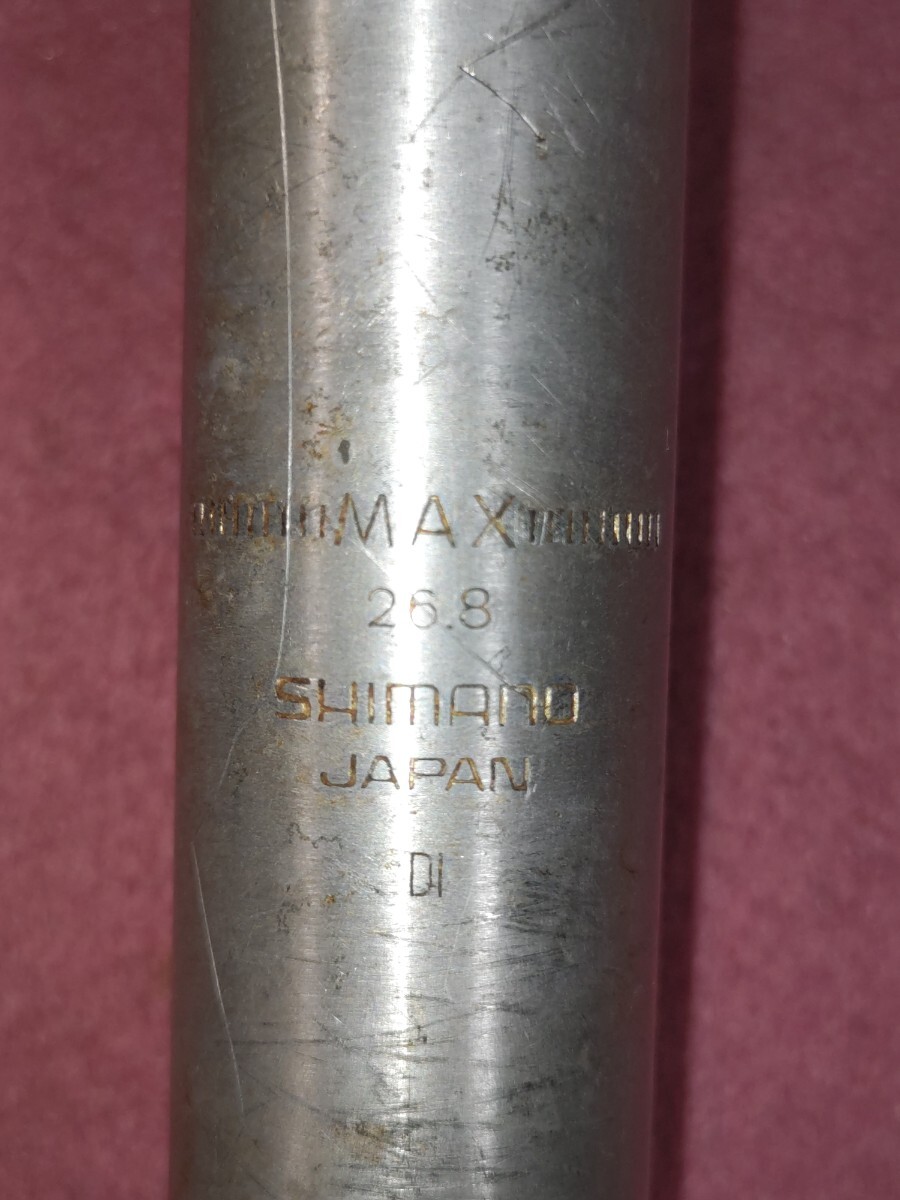 MAX
26.8
SHIMANO
JAPAN
DI